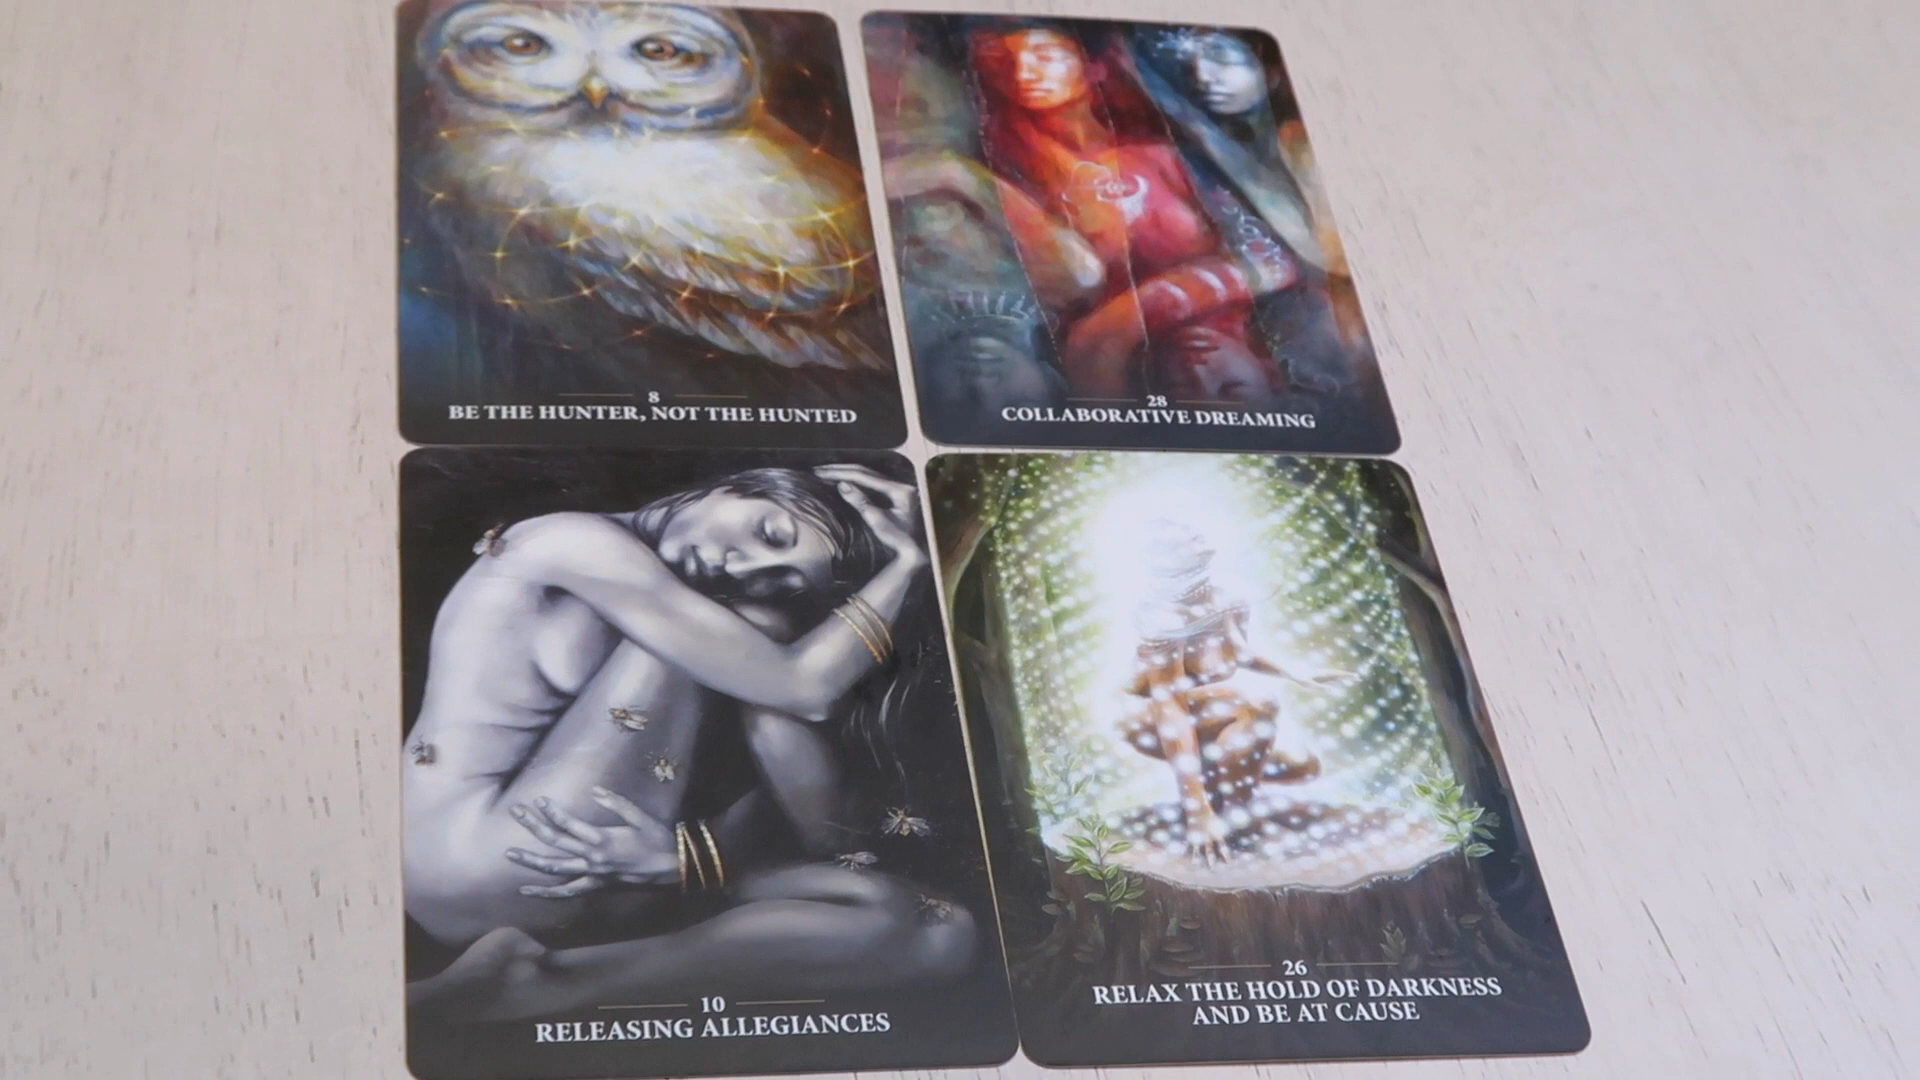 8
BE THE HUNTER, NOT THE HUNTED
28
COLLABORATIVE DREAMING
10
RELEASING ALLEGIANCES
26
RELAX THE HOLD OF DARKNESS
AND BE AT CAUSE